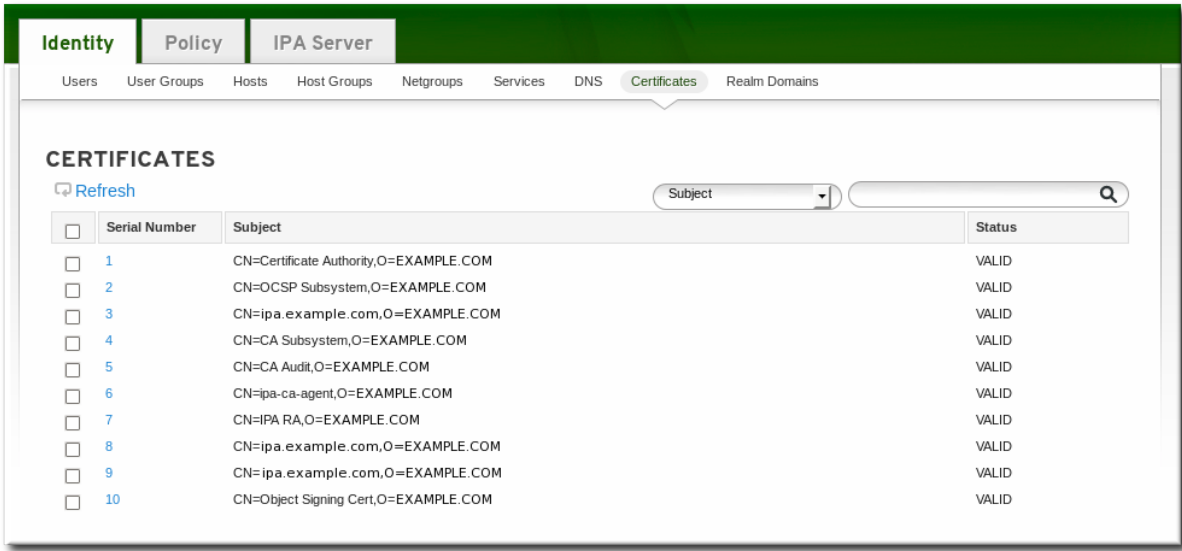 Identity Policy IPA Server
Users User Groups Hosts Host Groups Netgroups Services DNS Certificates Realm Domains
CERTIFICATES
Refresh Subject
Serial Number Subject Status
1 CN=Certificate Authority,O=EXAMPLE.COM VALID
2 CN=OCSP Subsystem,O=EXAMPLE.COM VALID
3 CN=ipa.example.com,O=EXAMPLE.COM VALID
4 CN=CA Subsystem,O=EXAMPLE.COM VALID
5 CN=CA Audit,O=EXAMPLE.COM VALID
6 CN=ipa-ca-agent,O=EXAMPLE.COM VALID
7 CN=IPA RA,O=EXAMPLE.COM VALID
8 CN=ipa.example.com,O=EXAMPLE.COM VALID
9 CN=ipa.example.com,O=EXAMPLE.COM VALID
10 CN=Object Signing Cert,O=EXAMPLE.COM VALID